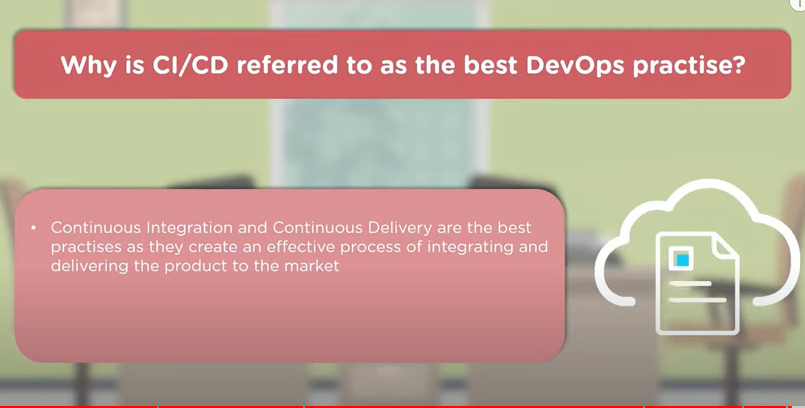 Why is CI/CD referred to as the best DevOps practise?
• Continuous Integration and Continuous Delivery are the best
practises as they create an effective process of integrating and
delivering the product to the market